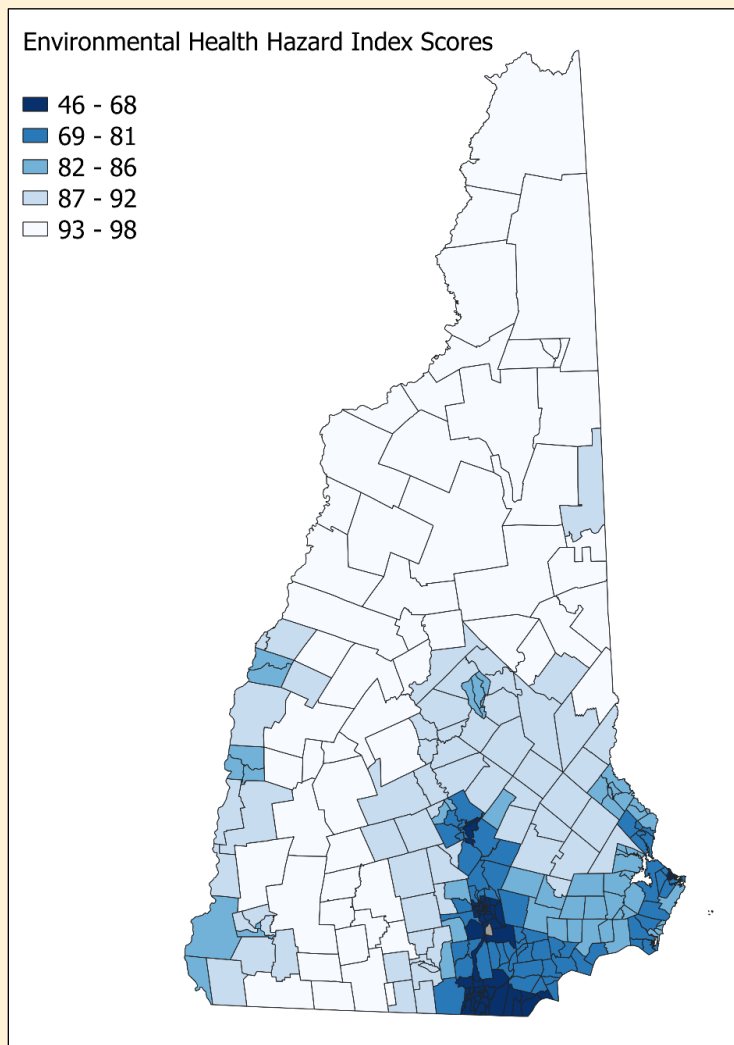 Environmental Health Hazard Index Scores
46 - 68
69 - 81
82 - 86
87 - 92
93 - 98